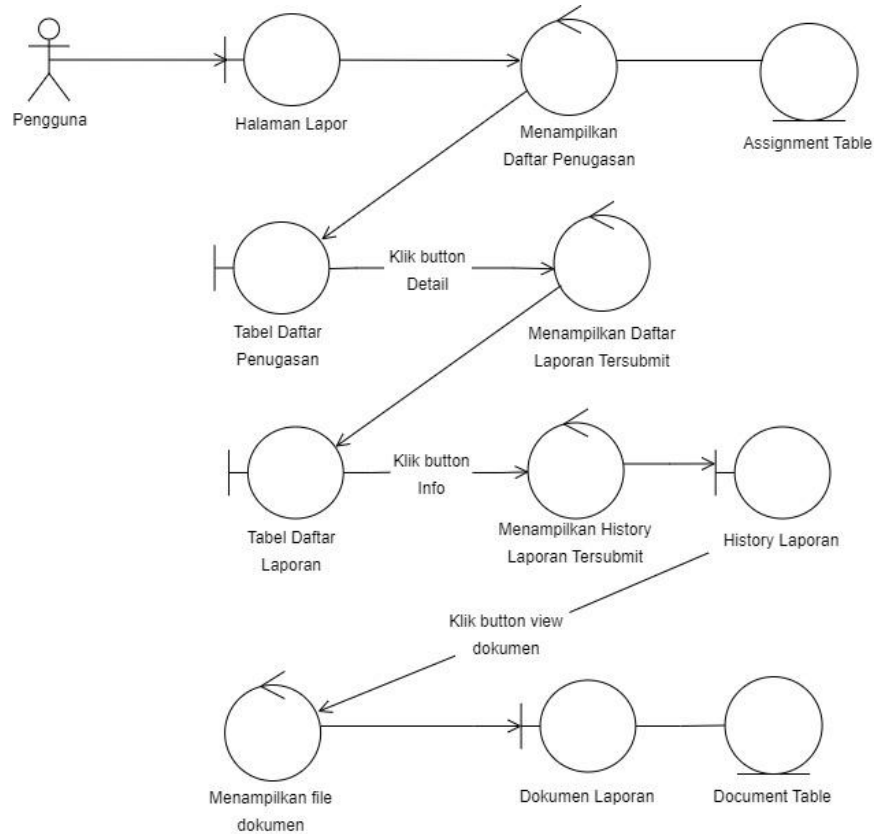 Pengguna
Halaman Lapor
Menampilkan
Daftar Penugasan
Assignment Table
Klik button
Detail
Tabel Daftar
Penugasan
Menampilkan Daftar
Laporan Tersubmit
Klik button
Info
Tabel Daftar
Laporan
Menampilkan History
Laporan Tersubmit
History Laporan
Klik button view
dokumen
Menampilkan file
dokumen
Dokumen Laporan
Document Table